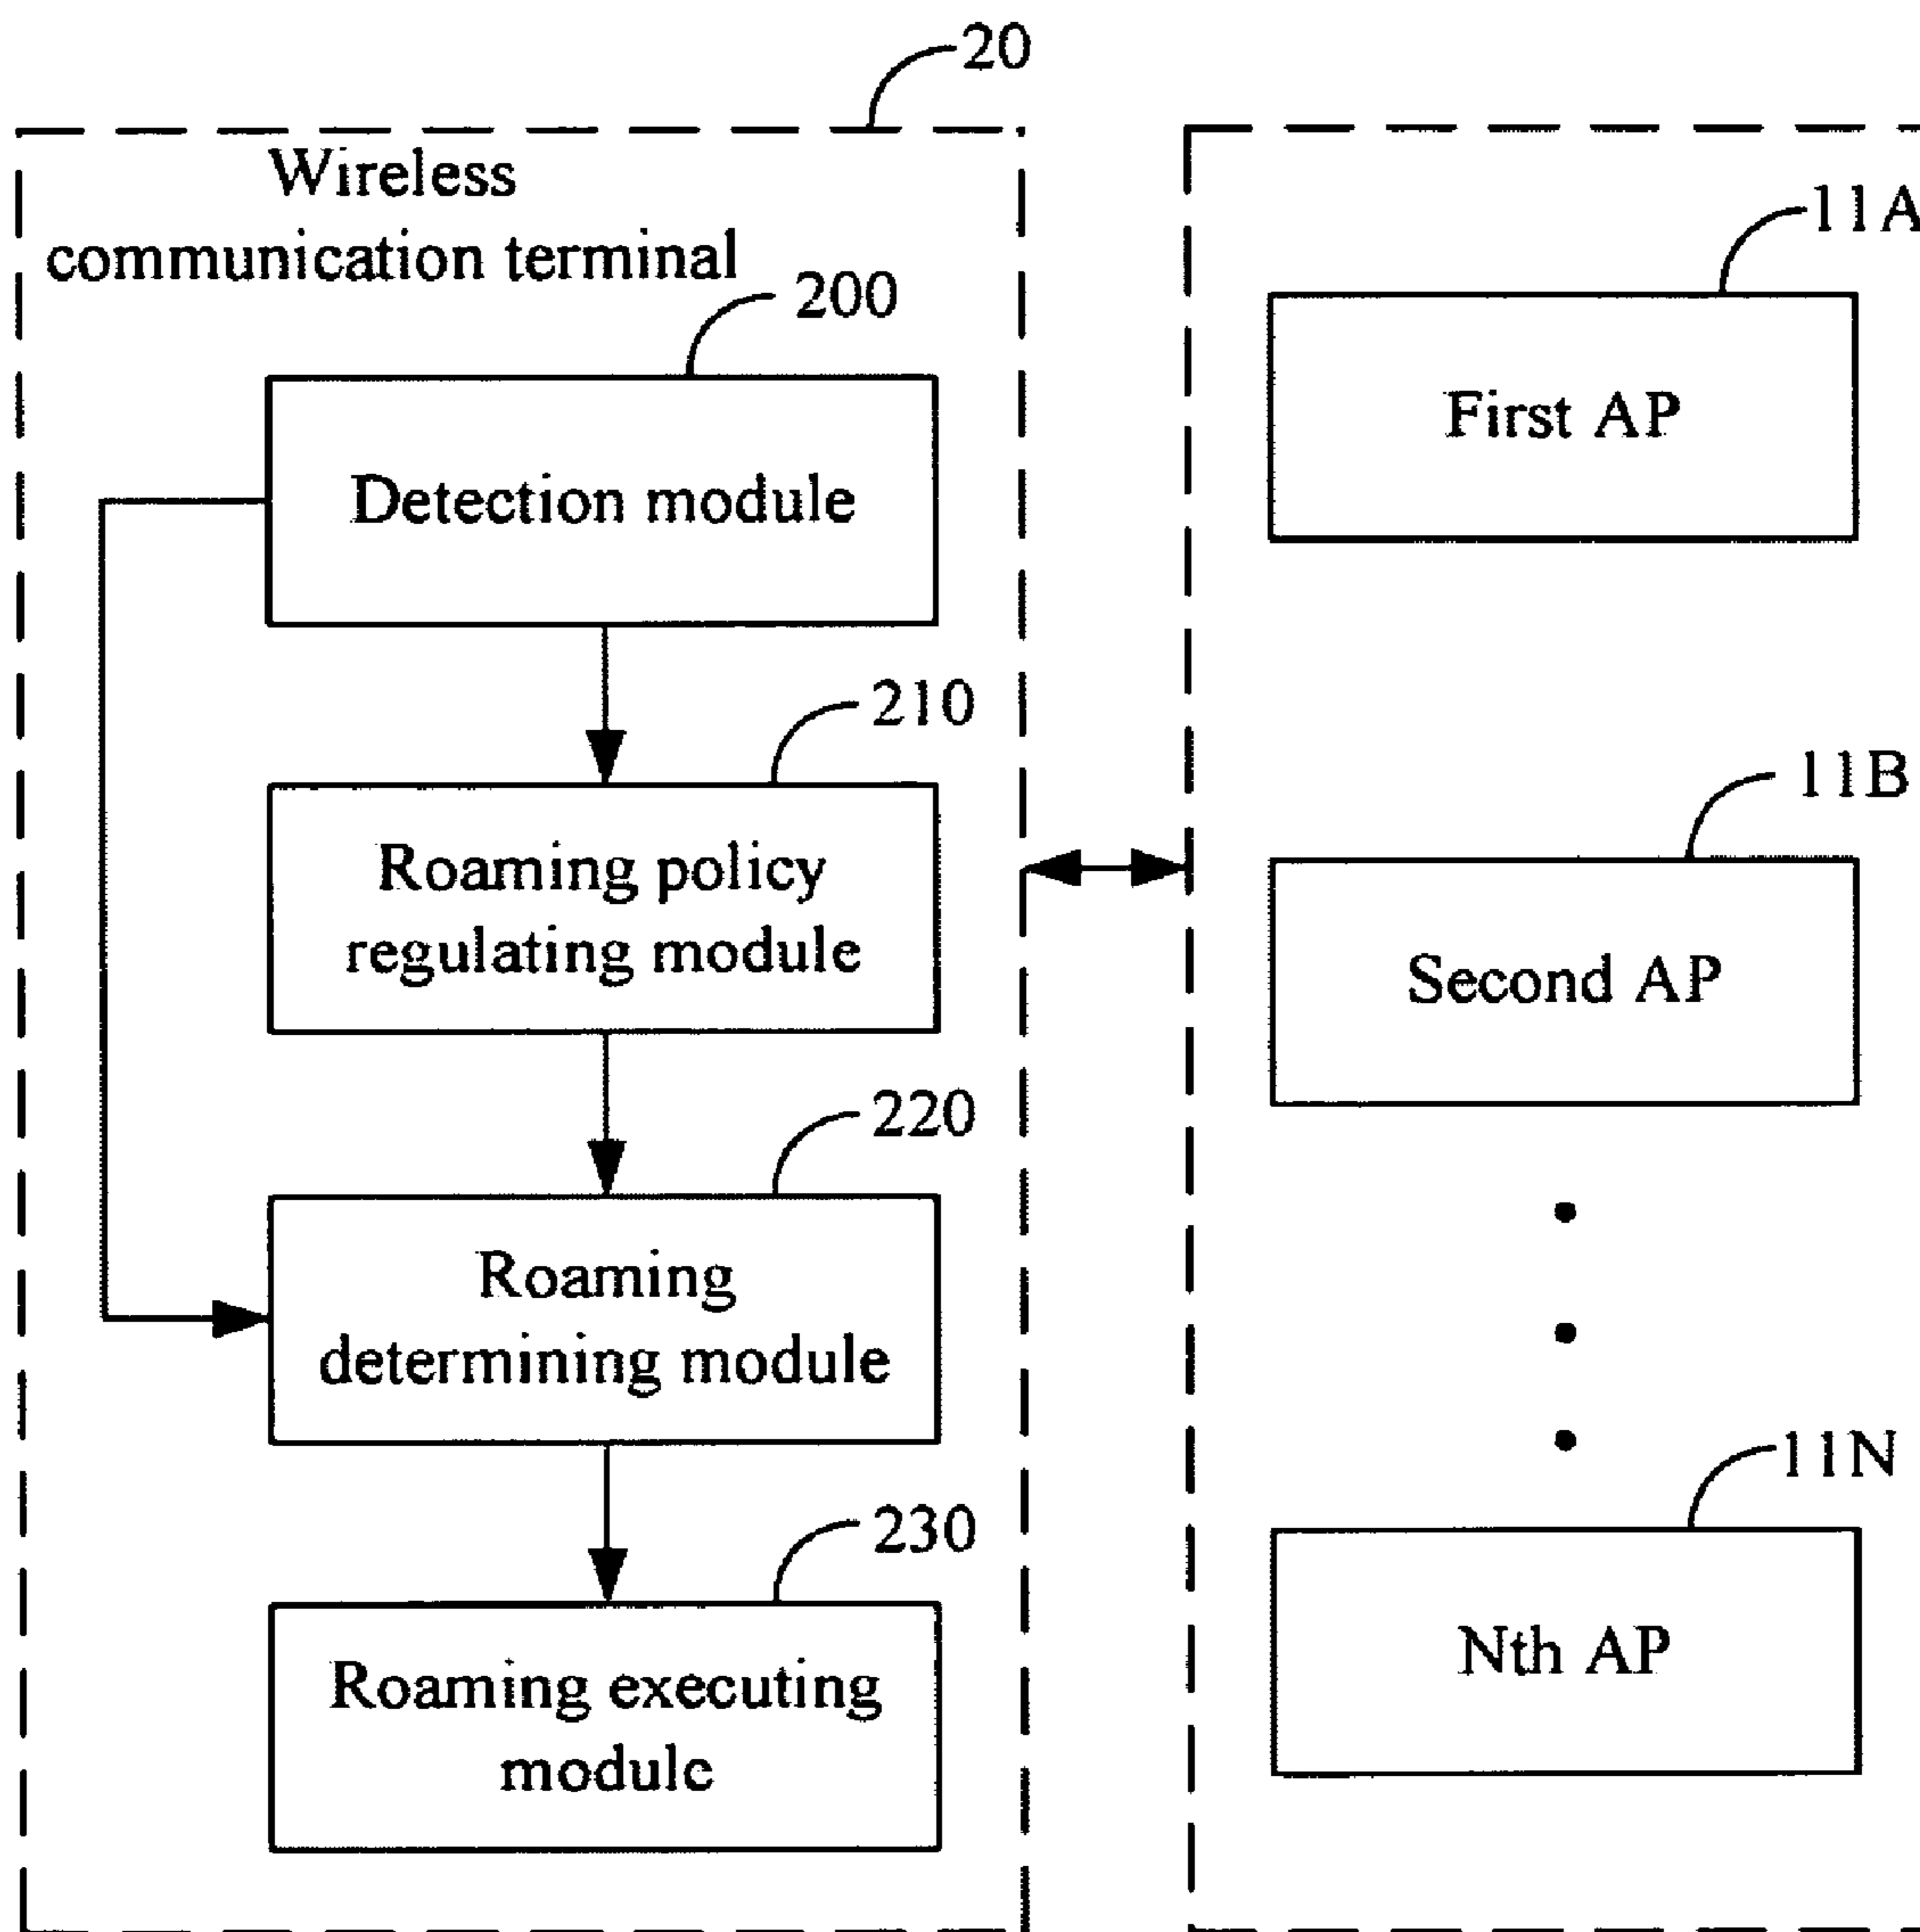 20
Wireless
communication terminal
200
Detection module
210
Roaming policy
regulating module
220
Roaming
determining module
230
Roaming executing
module
11A
First AP
11B
Second AP
11N
Nth AP